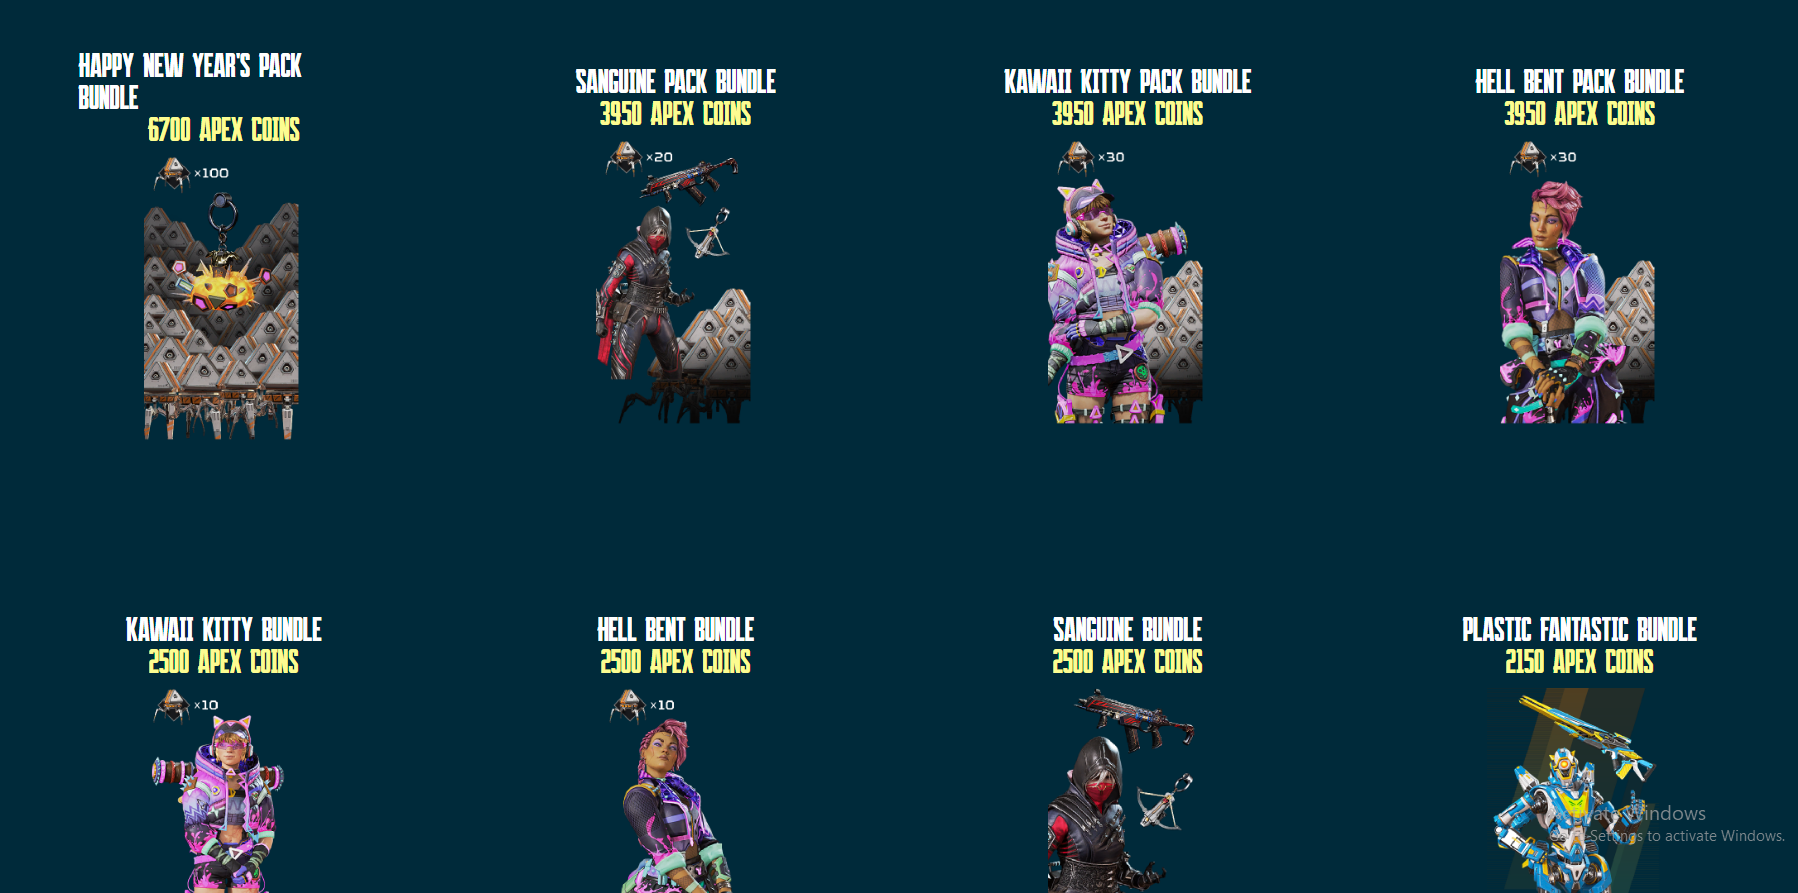 HAPPY NEW YEAR'S PACK
BUNDLE
6700 APEX COINS
×100
SANGUINE PACK BUNDLE
3950 APEX COINS
×20
KAWAII KITTY PACK BUNDLE
3950 APEX COINS
×30
HELL BENT PACK BUNDLE
3950 APEX COINS
×30
KAWAII KITTY BUNDLE
2500 APEX COINS
×10
HELL BENT BUNDLE
2500 APEX COINS
×10
SANGUINE BUNDLE
2500 APEX COINS
PLASTIC FANTASTIC BUNDLE
2150 APEX COINS
Activate Windows
Settings to activate Windows.